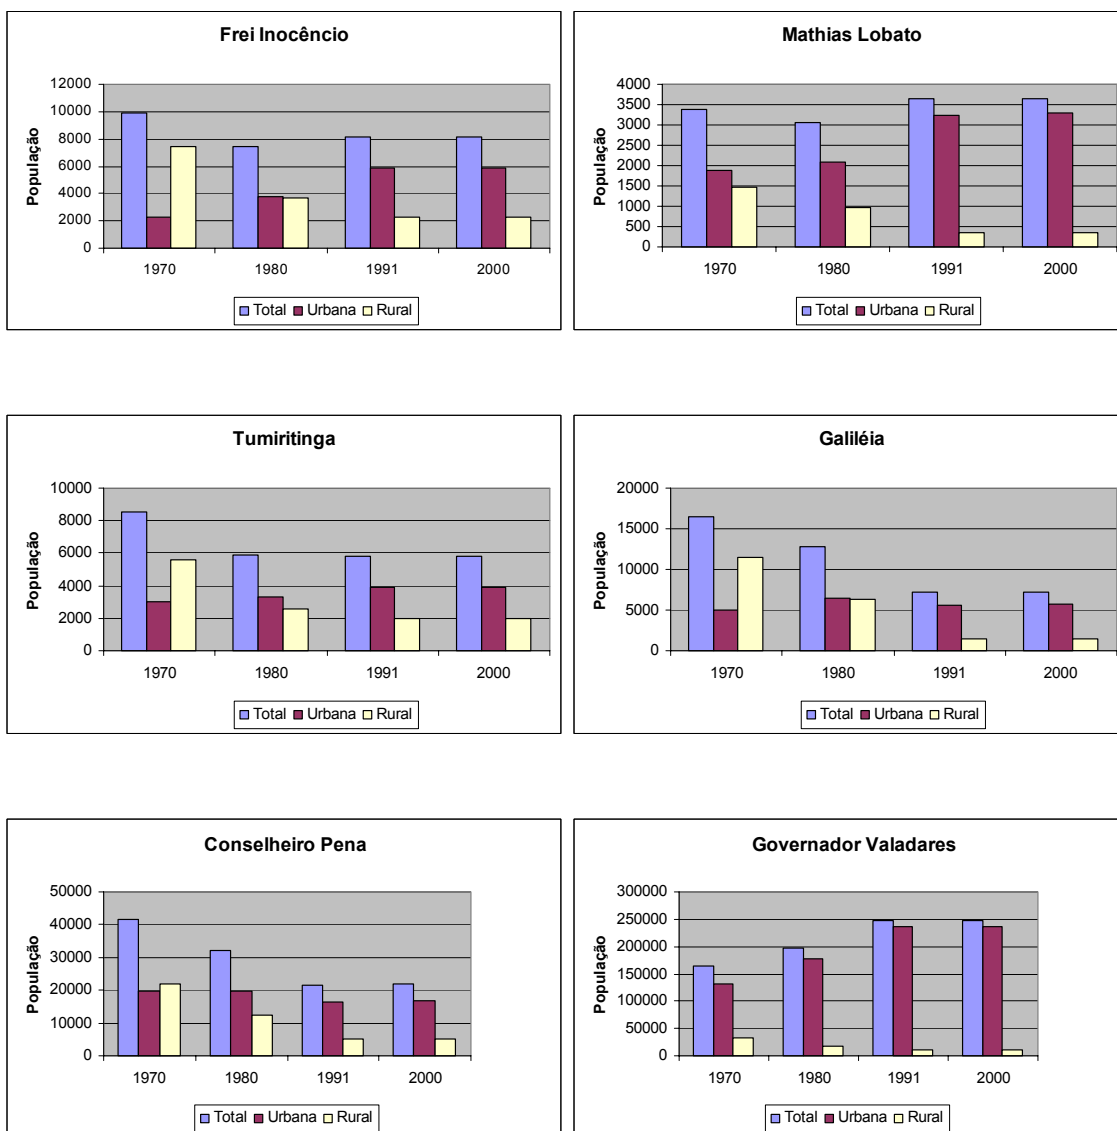 Frei Inocêncio
População
12000
10000
8000
6000
4000
2000
0
1970 1980 1991 2000
Total Urbana Rural
Mathias Lobato
População
4000
3500
3000
2500
2000
1500
1000
500
0
1970 1980 1991 2000
Total Urbana Rural
Tumiritinga
População
10000
8000
6000
4000
2000
0
1970 1980 1991 2000
Total Urbana Rural
Galiléia
População
20000
15000
10000
5000
0
1970 1980 1991 2000
Total Urbana Rural
Conselheiro Pena
População
50000
40000
30000
20000
10000
0
1970 1980 1991 2000
Total Urbana Rural
Governador Valadares
População
300000
250000
200000
150000
100000
50000
0
1970 1980 1991 2000
Total Urbana Rural